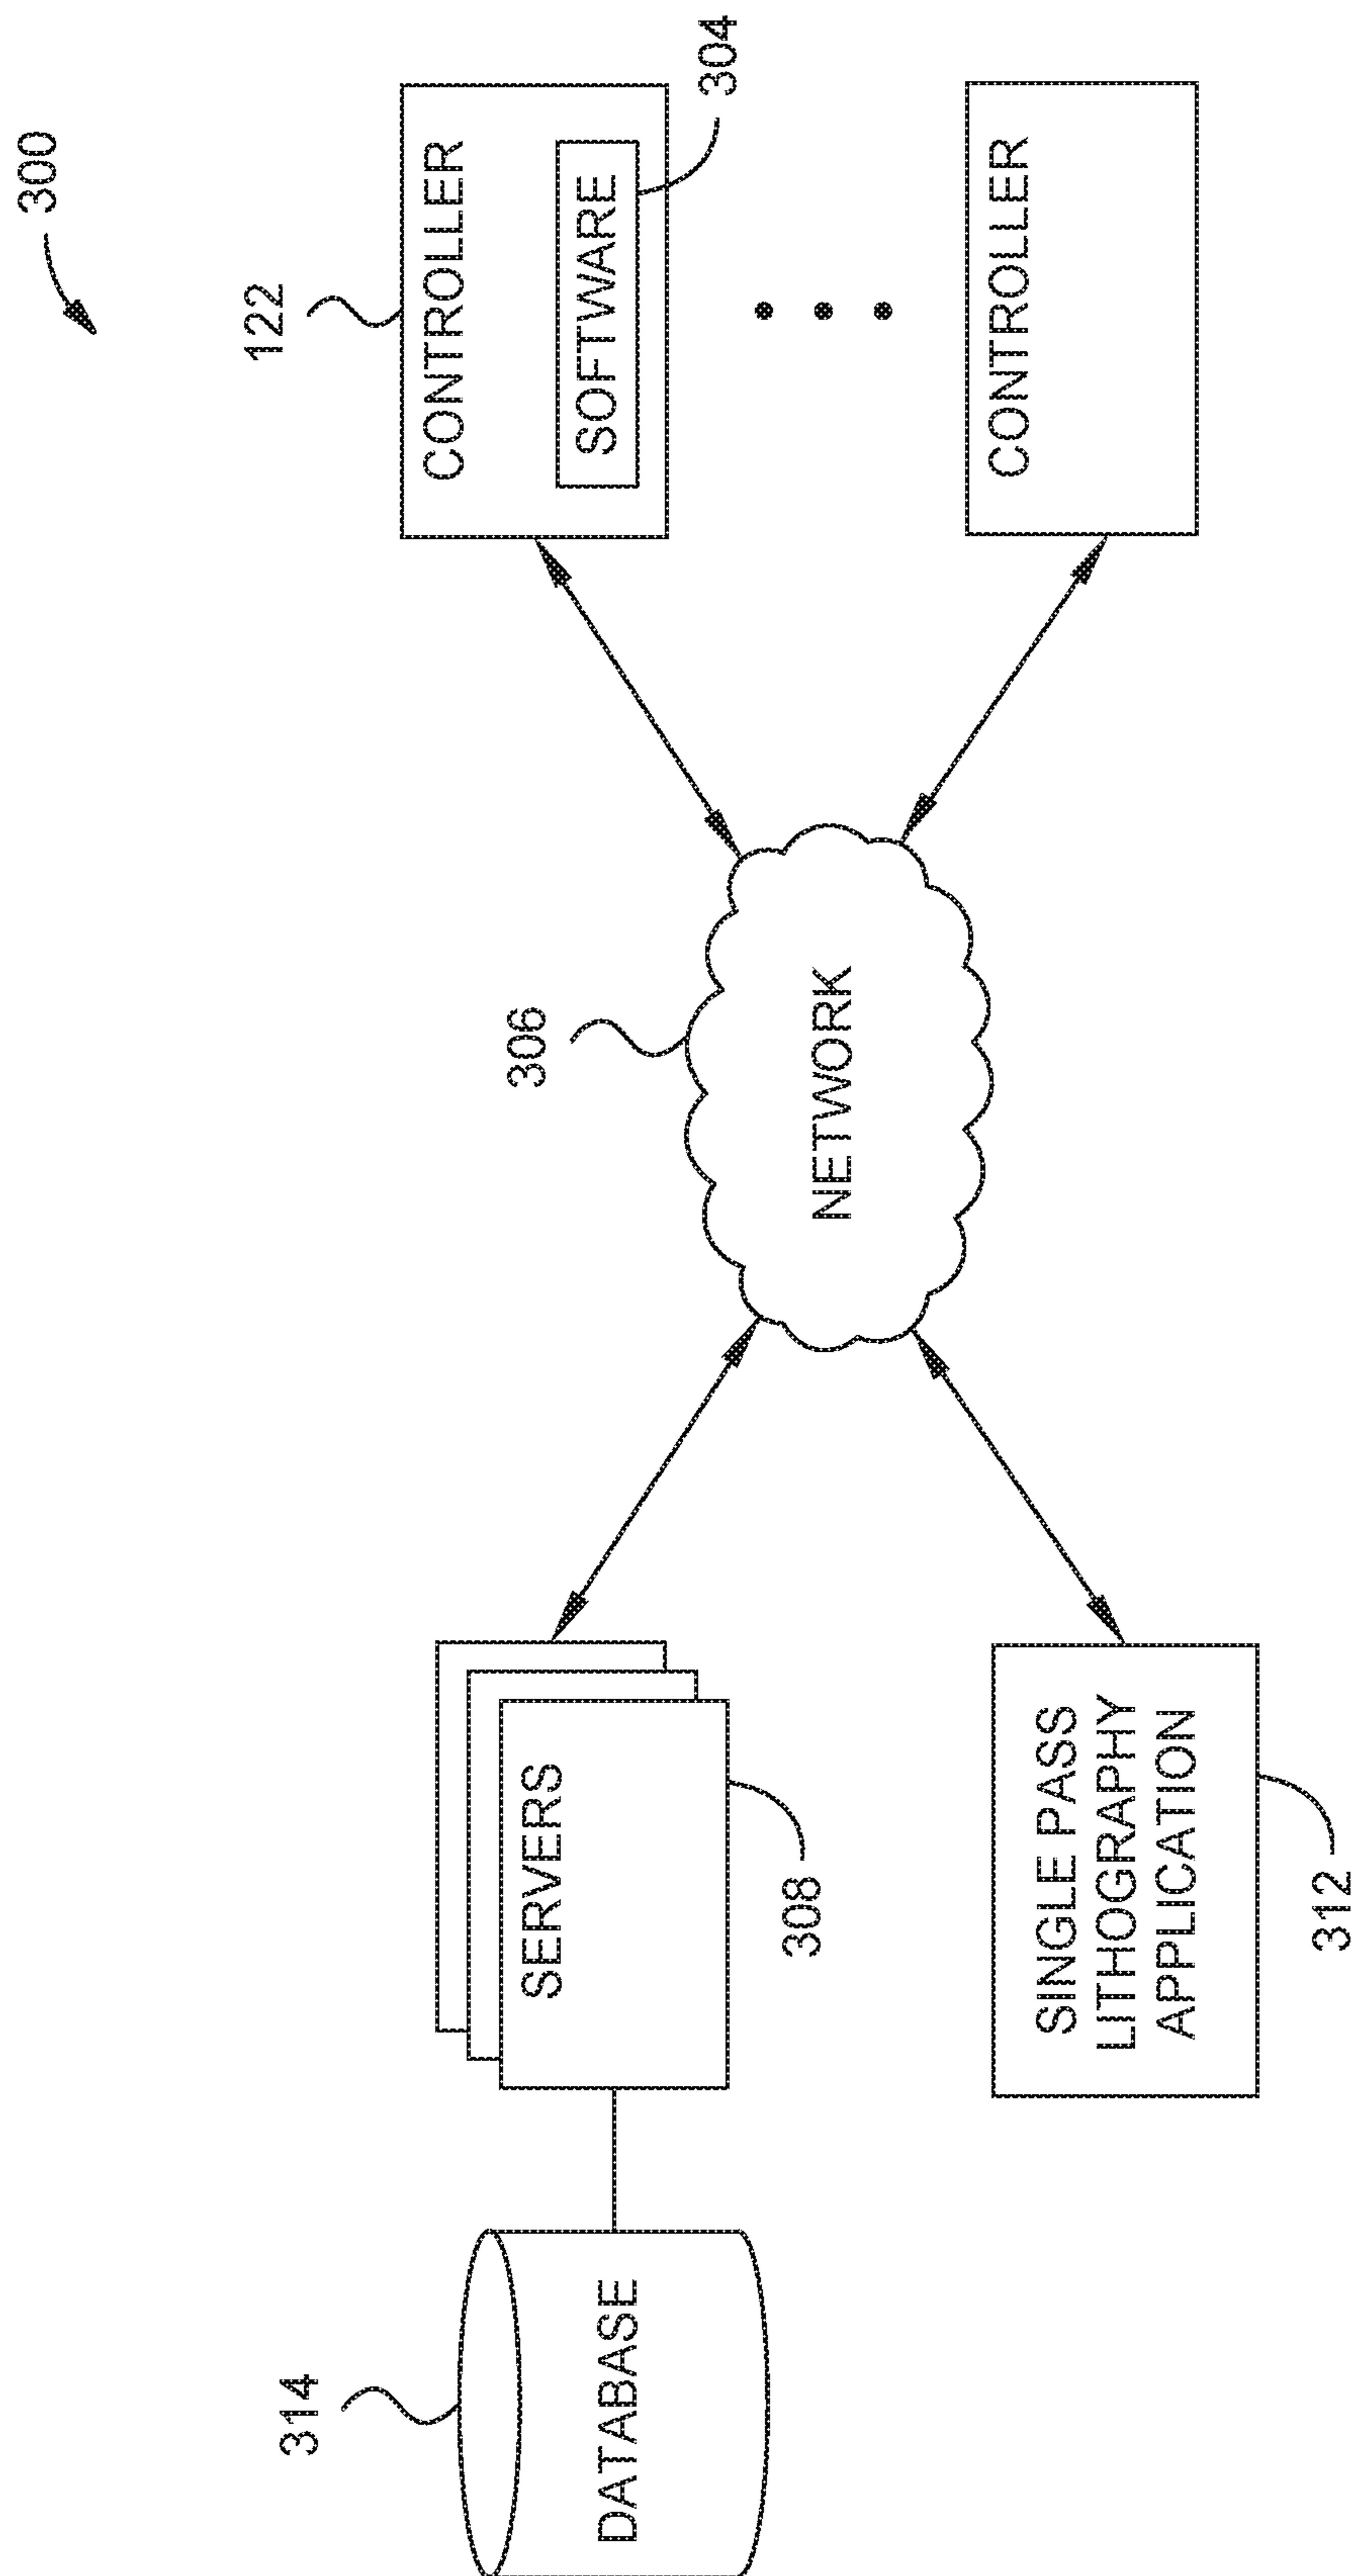 300
314
DATABASE
SERVERS
308
SINGLE PASS
LITHOGRAPHY
APPLICATION
312
306
NETWORK
122
CONTROLLER
SOFTWARE
304
CONTROLLER